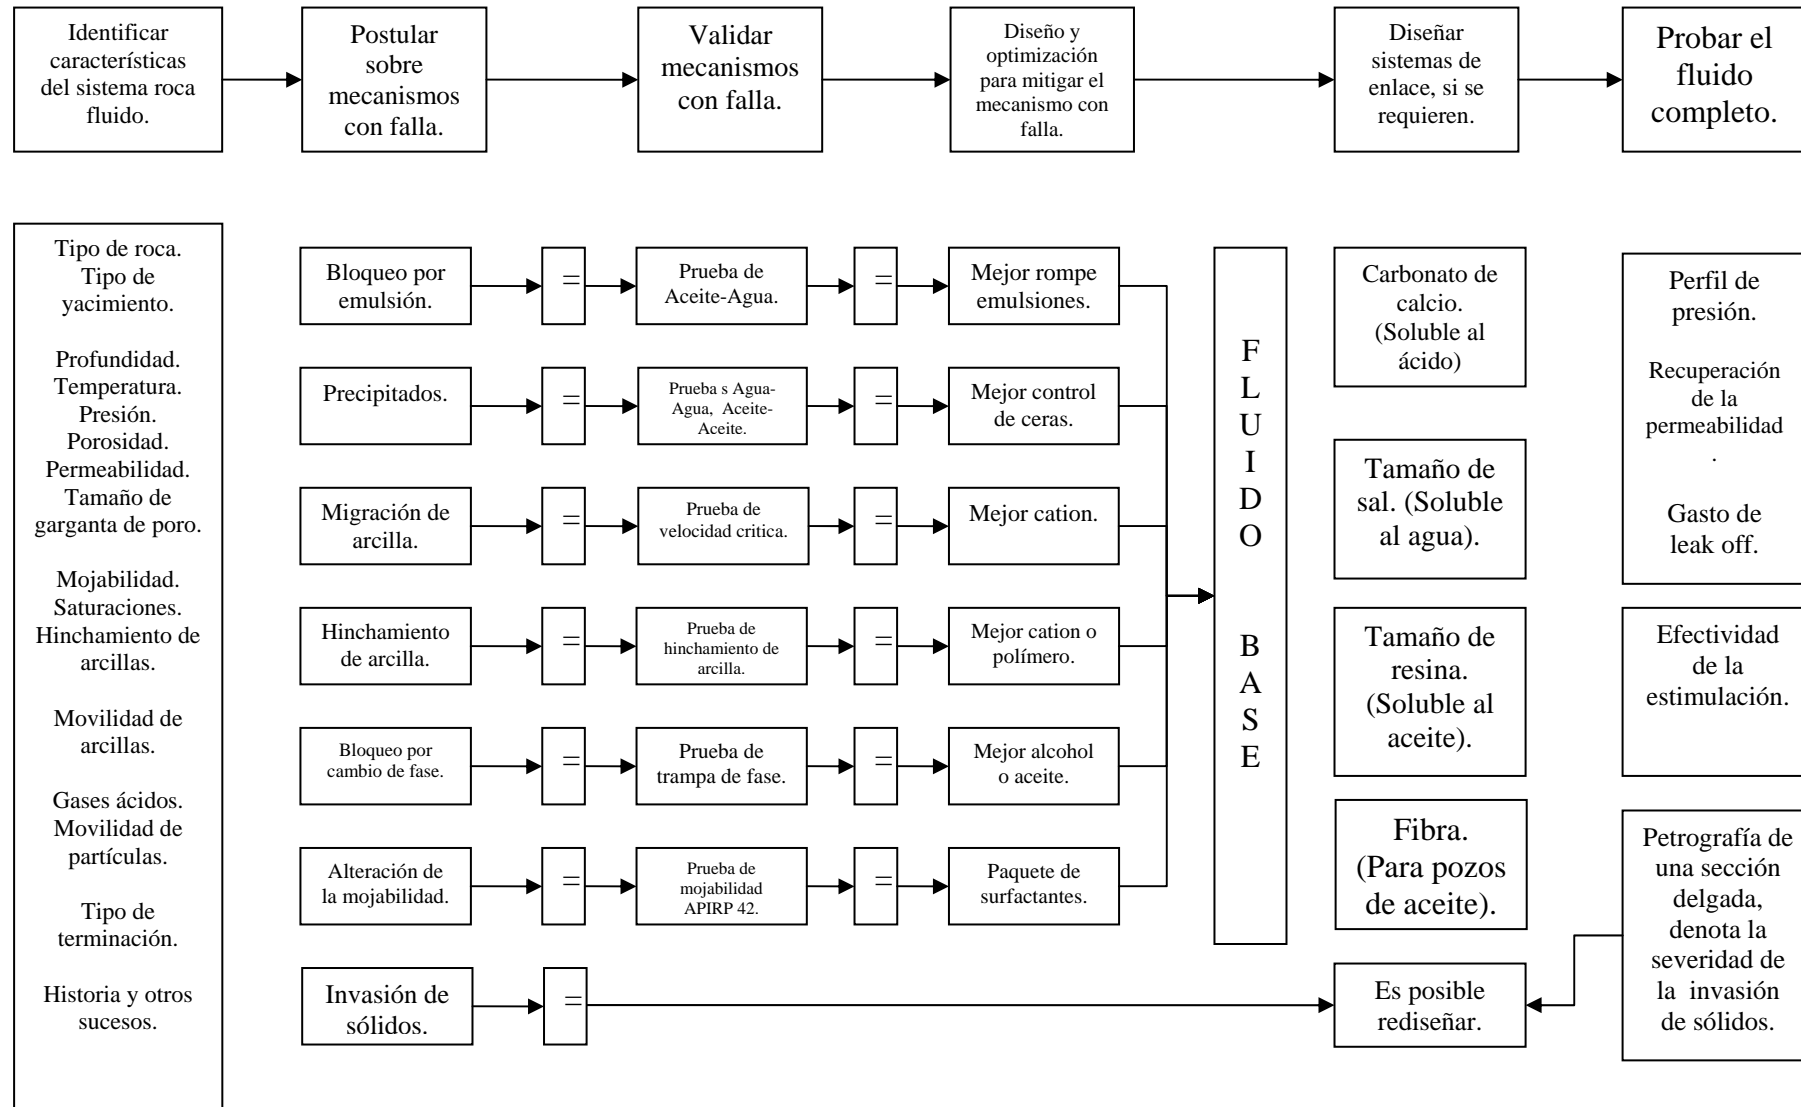 Identificar
características
del sistema roca
fluido.
Postular
sobre
mecanismos
con falla.
Validar
mecanismos
con falla.
Diseño y
optimización
para mitigar el
mecanismo con
falla.
Diseñar
sistemas de
enlace, si se
requieren.
Probar el
fluido
completo.
Tipo de roca.
Tipo de
yacimiento.
Profundidad.
Temperatura.
Presión.
Porosidad.
Permeabilidad.
Tamaño de
garganta de poro.
Mojabilidad.
Saturaciones.
Hinchamiento de
arcillas.
Movilidad de
arcillas.
Gases ácidos.
Movilidad de
partículas.
Tipo de
terminación.
Historia y otros
sucesos.
Bloqueo por
emulsión.
=
Prueba de
Aceite-Agua.
=
Mejor rompe
emulsiones.
Precipitados.
=
Prueba s Agua-
Agua, Aceite-
Aceite.
=
Mejor control
de ceras.
Migración de
arcilla.
=
Prueba de
velocidad critica.
=
Mejor cation.
Hinchamiento
de arcilla.
=
Prueba de
hinchamiento de
arcilla.
=
Mejor cation o
polímero.
Bloqueo por
cambio de fase.
=
Prueba de
trampa de fase.
=
Mejor alcohol
o aceite.
Alteración de
la mojabilidad.
=
Prueba de
mojabilidad
APIRP 42.
=
Paquete de
surfactantes.
Invasión de
sólidos.
=
F
L
U
I
D
O
B
A
S
E
Carbonato de
calcio.
(Soluble al
ácido)
Tamaño de
sal. (Soluble
al agua).
Tamaño de
resina.
(Soluble al
aceite).
Fibra.
(Para pozos
de aceite).
Es posible
rediseñar.
Perfil de
presión.
Recuperación
de la
permeabilidad
.
Gasto de
leak off.
Efectividad
de la
estimulación.
Petrografía de
una sección
delgada,
denota la
severidad de
la invasión
de sólidos.